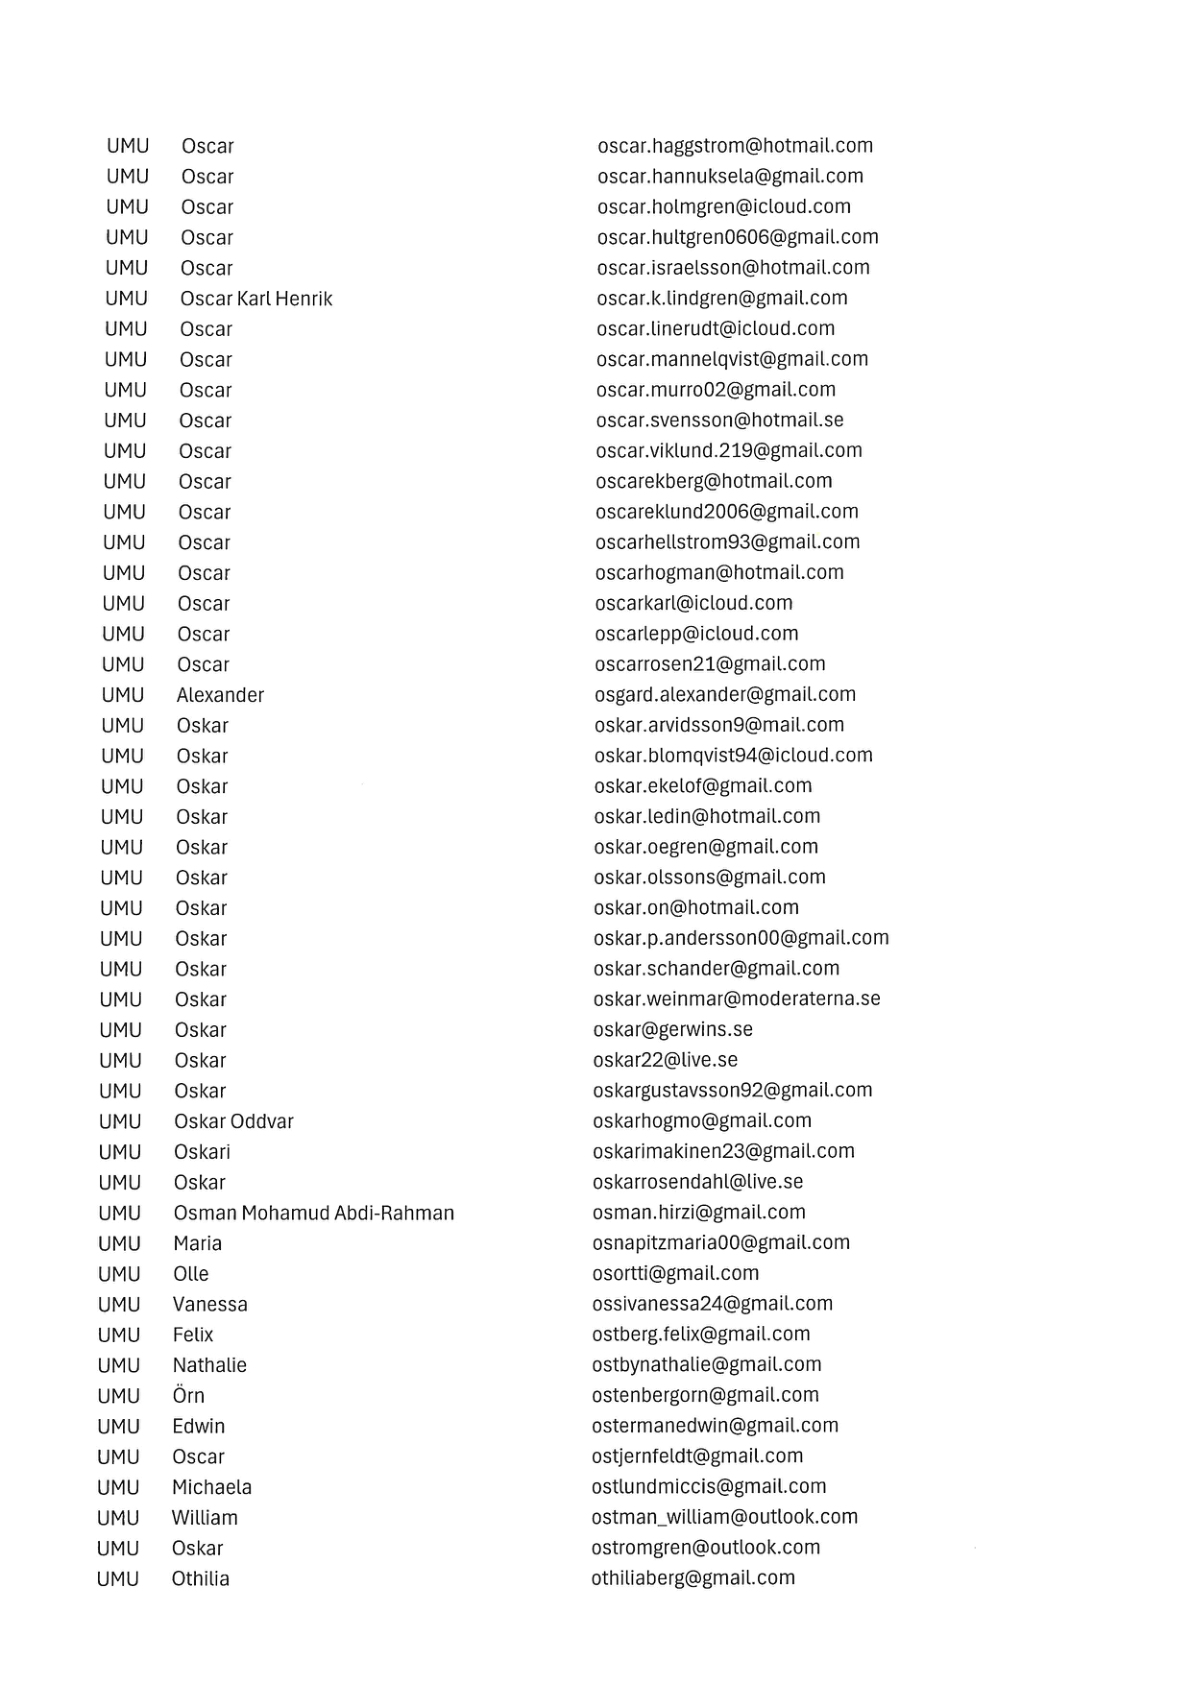 UMU Oscar oscar.haggstrom@hotmail.com
UMU Oscar oscar.hannuksela@gmail.com
UMU Oscar oscar.holmgren@icloud.com
UMU Oscar oscar.hultgren0606@gmail.com
UMU Oscar oscar.israelsson@hotmail.com
UMU Oscar Karl Henrik oscar.k.lindgren@gmail.com
UMU Oscar oscar.linerudt@icloud.com
UMU Oscar oscar.mannelqvist@gmail.com
UMU Oscar oscar.murro02@gmail.com
UMU Oscar oscar.svensson@hotmail.se
UMU Oscar oscar.viklund.219@gmail.com
UMU Oscar oscarekberg@hotmail.com
UMU Oscar oscareklund2006@gmail.com
UMU Oscar oscarhellstrom93@gmail.com
UMU Oscar oscarhogman@hotmail.com
UMU Oscar oscarkarl@icloud.com
UMU Oscar oscarlepp@icloud.com
UMU Oscar oscarrosen21@gmail.com
UMU Alexander osgard.alexander@gmail.com
UMU Oskar oskar.arvidsson9@mail.com
UMU Oskar oskar.blomqvist94@icloud.com
UMU Oskar oskar.ekelof@gmail.com
UMU Oskar oskar.ledin@hotmail.com
UMU Oskar oskar.oegren@gmail.com
UMU Oskar oskar.olssons@gmail.com
UMU Oskar oskar.on@hotmail.com
UMU Oskar oskar.p.andersson00@gmail.com
UMU Oskar oskar.schander@gmail.com
UMU Oskar oskar.weinmar@moderaterna.se
UMU Oskar oskar@gerwins.se
UMU Oskar oskar22@live.se
UMU Oskar oskargustavsson92@gmail.com
UMU Oskar Oddvar oskarhogmo@gmail.com
UMU Oskari oskarimakinen23@gmail.com
UMU Oskar oskarrosendahl@live.se
UMU Osman Mohamud Abdi-Rahman osman.hirzi@gmail.com
UMU Maria osnapitzmaria00@gmail.com
UMU Olle osortti@gmail.com
UMU Vanessa ossivanessa24@gmail.com
UMU Felix ostberg.felix@gmail.com
UMU Nathalie ostbynathalie@gmail.com
UMU Örn ostenbergorn@gmail.com
UMU Edwin ostermanedwin@gmail.com
UMU Oscar ostjernfeldt@gmail.com
UMU Michaela ostlundmiccis@gmail.com
UMU William ostman_william@outlook.com
UMU Oskar ostromgren@outlook.com
UMU Othilia othiliaberg@gmail.com